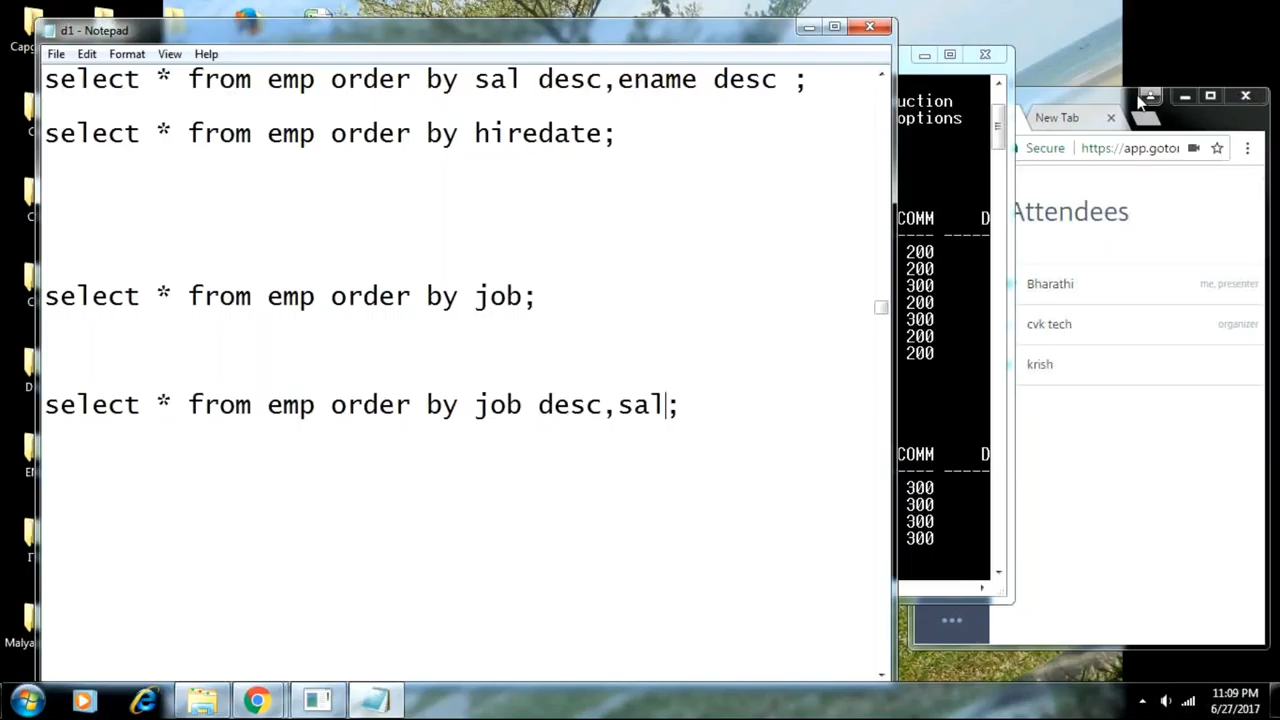 Capg
d1 - Notepad
File Edit Format View Help
select * from emp order by sal desc,ename desc ;
select * from emp order by hiredate;
select * from emp order by job;
select * from emp order by job desc,sal;
uction
options
COMM D
---- -----
200
200
300
200
300
200
200
COMM D
---- -----
300
300
300
300
New Tab
Secure https://app.gotor
Attendees
Bharathi me, presenter
cvk tech organizer
krish
Malya
11:09 PM
6/27/2017